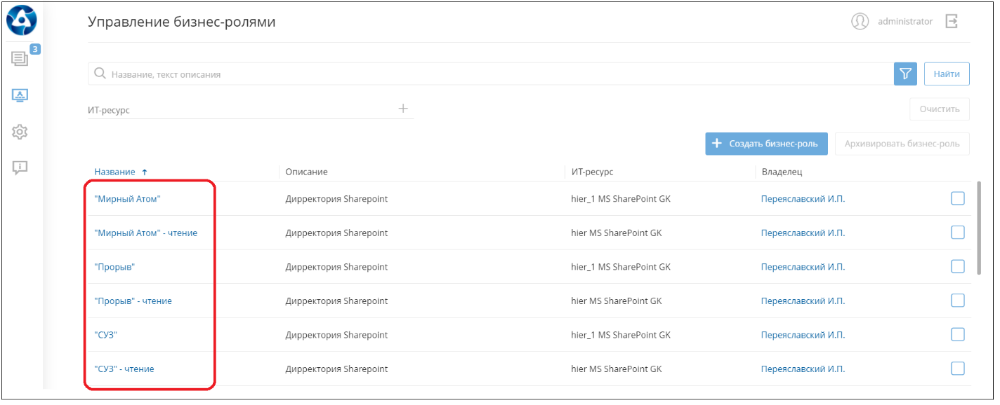 Управление бизнес-ролями
administrator
3
Название, текст описания
Найти
ИТ-ресурс
Очистить
Создать бизнес-роль
Архивировать бизнес-роль
Название ↑ Описание ИТ-ресурс Владелец
"Мирный Атом" Дирректория Sharepoint hier_1 MS SharePoint GK Переяславский И.П.
"Мирный Атом" - чтение Дирректория Sharepoint hier MS SharePoint GK Переяславский И.П.
"Прорыв" Дирректория Sharepoint hier_1 MS SharePoint GK Переяславский И.П.
"Прорыв" - чтение Дирректория Sharepoint hier MS SharePoint GK Переяславский И.П.
"СУЗ" Дирректория Sharepoint hier_1 MS SharePoint GK Переяславский И.П.
"СУЗ" - чтение Дирректория Sharepoint hier MS SharePoint GK Переяславский И.П.